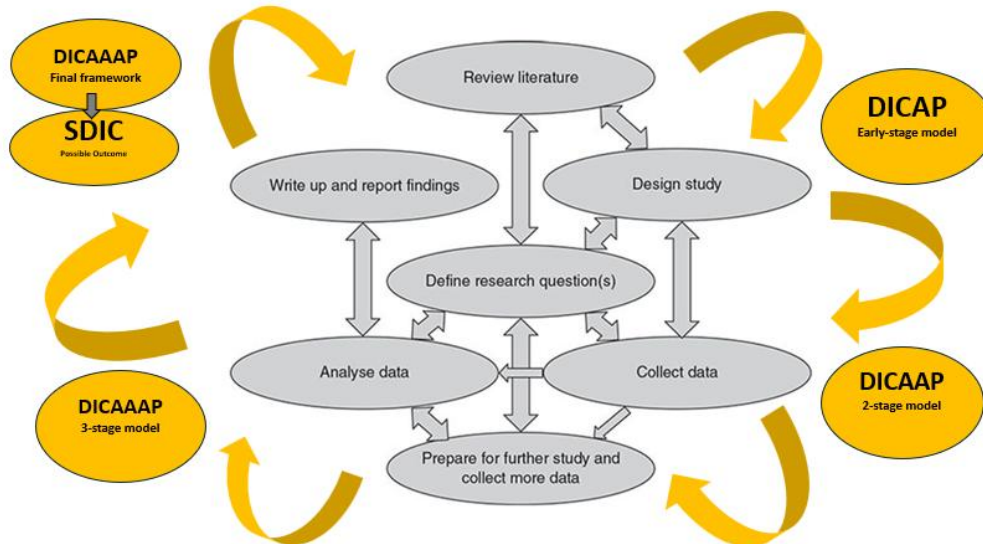 DICAAAP
Final framework
SDIC
Possible Outcome
Review literature
DICAP
Early-stage model
Write up and report findings
Design study
Define research question(s)
Analyse data
Collect data
DICAAP
2-stage model
DICAAAP
3-stage model
Prepare for further study and
collect more data